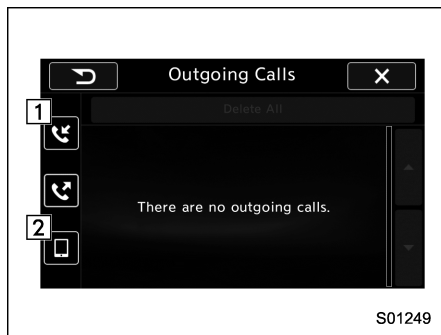 Outgoing Calls
Delete All
1
There are no outgoing calls.
2
S01249